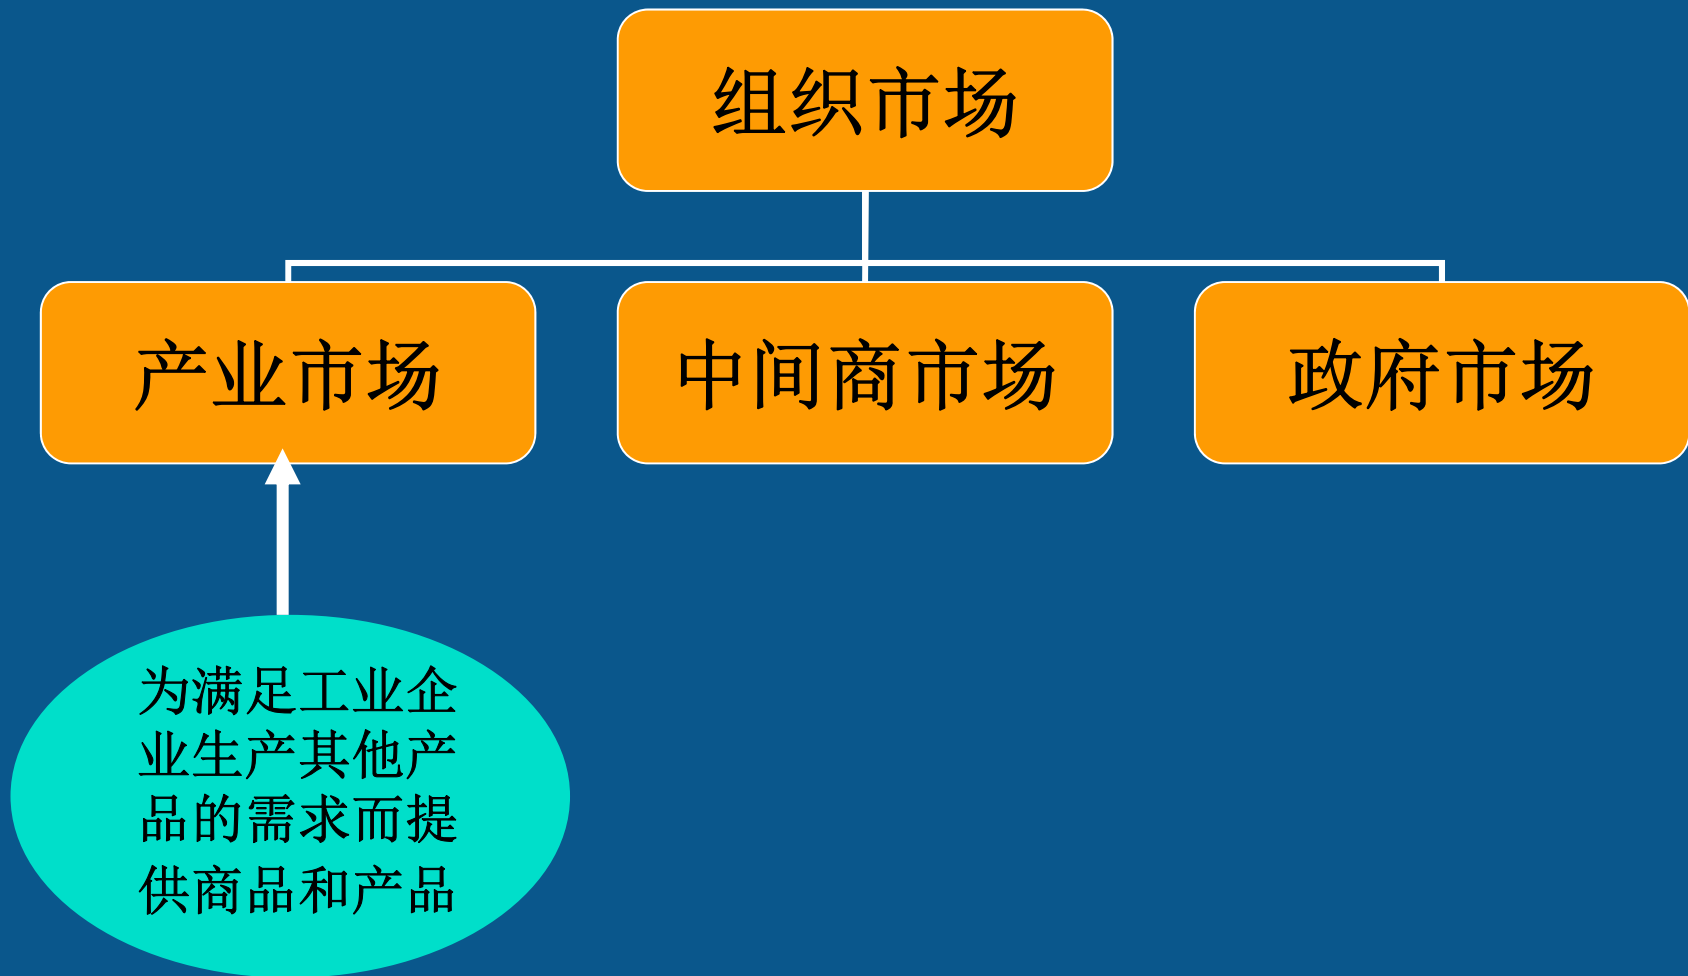 组织市场
产业市场
中间商市场
政府市场
为满足工业企
业生产其他产
品的需求而提
供商品和产品